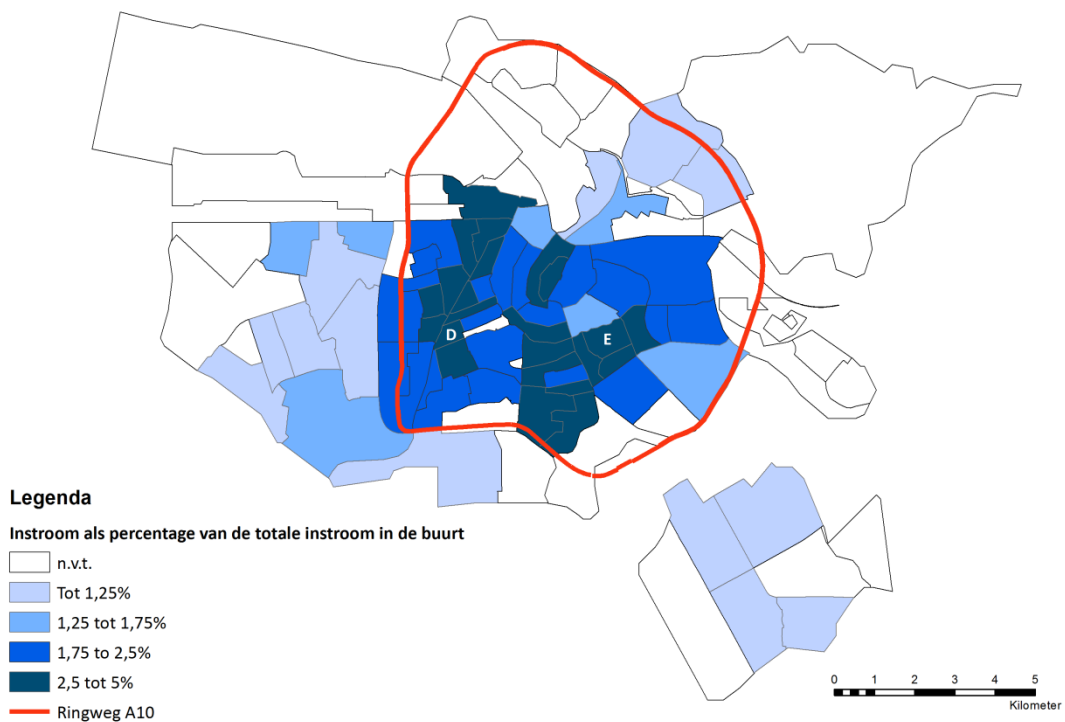 D
E
Legenda
Instroom als percentage van de totale instroom in de buurt
n.v.t.
Tot 1,25%
1,25 tot 1,75%
1,75 to 2,5%
2,5 tot 5%
Ringweg A10
0 1 2 3 4 5
Kilometer